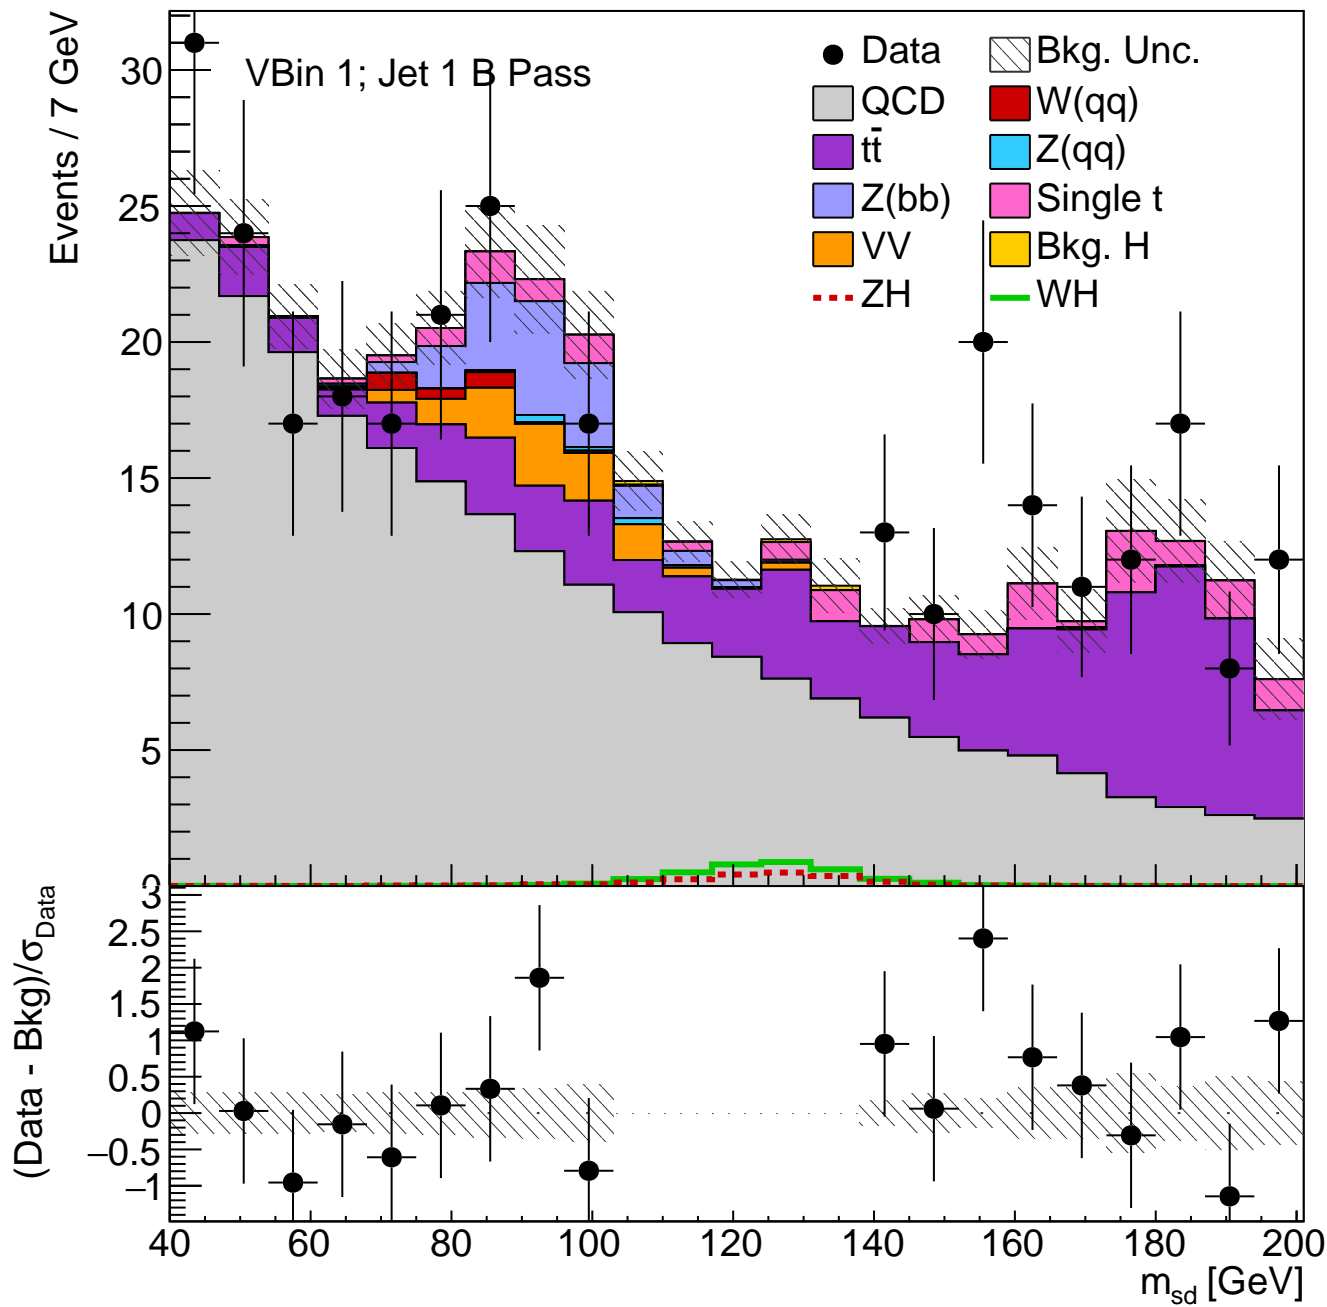 Events / 7 GeV
VBin 1; Jet 1 B Pass
Data
Bkg. Unc.
QCD
W(qq)
tt̄
Z(qq)
Z(bb)
Single t
VV
Bkg. H
ZH
WH
30
25
20
15
10
5
0
(Data - Bkg)/σData
3
2.5
2
1.5
1
0.5
0
−0.5
−1
40 60 80 100 120 140 160 180 200
msd [GeV]